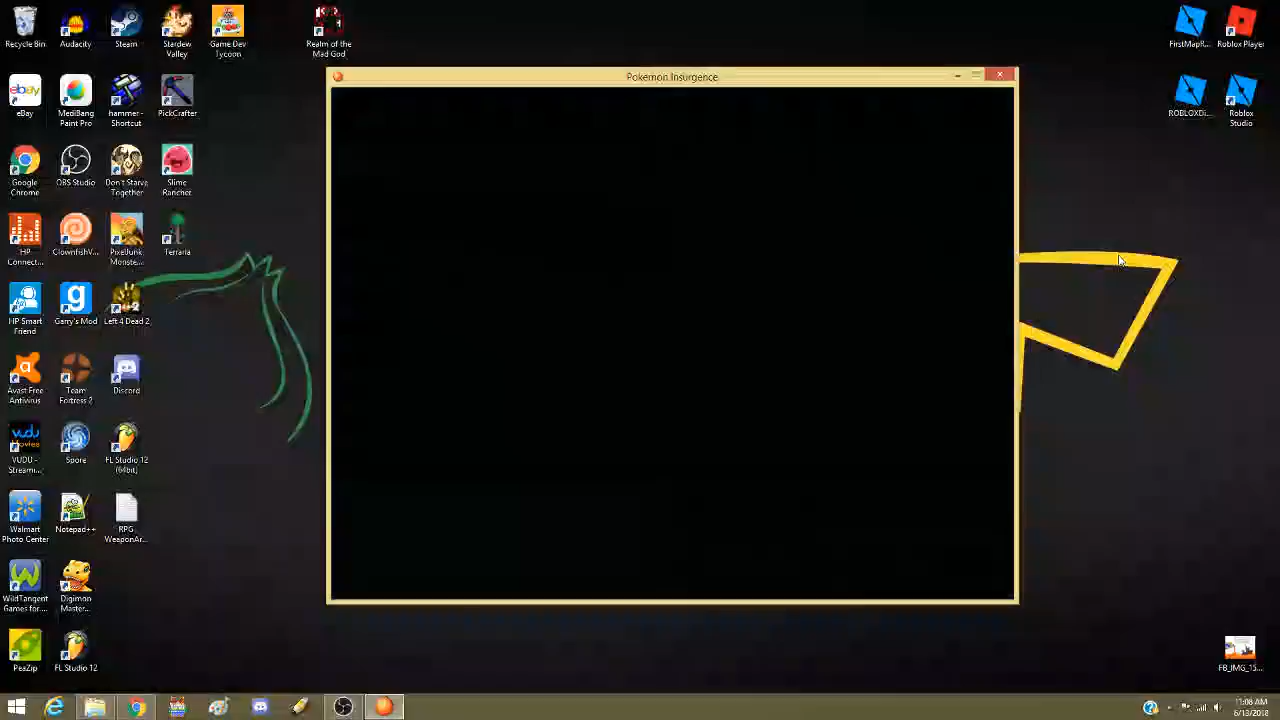 Pokemon Insurgence
Recycle Bin
Audacity
Steam
Stardew
Valley
Game Dev
Tycoon
Realm of the
Mad God
FirstMapR...
Roblox Player
ebay
eBay
MediBang
Paint Pro
hammer -
Shortcut
PickCrafter
ROBLOXDi...
Roblox
Studio
Google
Chrome
OBS Studio
Don't Starve
Together
Slime
Rancher
HP
Connect...
ClownfishV...
PixelJunk
Monste...
Terraria
HP Smart
Friend
g
Garry's Mod
Left 4 Dead 2
Avast Free
Antivirus
Team
Fortress 2
Discord
vudu
Movies
VUDU -
Stream...
Spore
FL Studio 12
(64bit)
Walmart
Photo Center
Notepad++
RPG
WeaponAr...
WildTangent
Games for...
Digimon
Master...
PeaZip
FL Studio 12
FB_IMG_15...
11:08 AM
6/13/2018